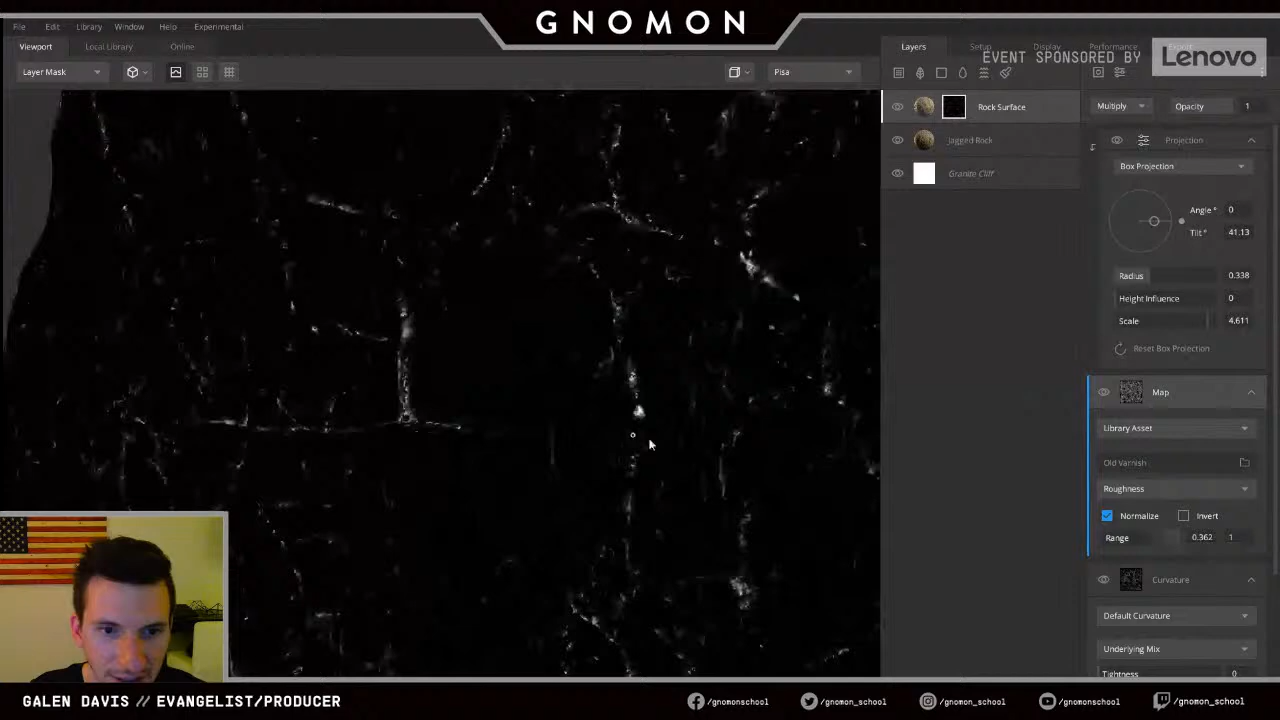 GNOMON
File Edit Library Window Help Experimental
Viewport Local Library Online
Layers Setup Display Performance Export
EVENT SPONSORED BY Lenovo
Layer Mask
Pisa
Rock Surface
Jagged Rock
Granite Cliff
Multiply Opacity 1
Projection
Box Projection
Angle ° 0
Tilt ° 41.13
Radius 0.338
Height Influence 0
Scale 4.611
Reset Box Projection
Map
Library Asset
Old Varnish
Roughness
Normalize Invert
Range 0.362 1
Curvature
Default Curvature
Underlying Mix
Tightness 0
GALEN DAVIS // EVANGELIST/PRODUCER
/gnomonschool /gnomon_school /gnomon_school /gnomonschool /gnomon_school